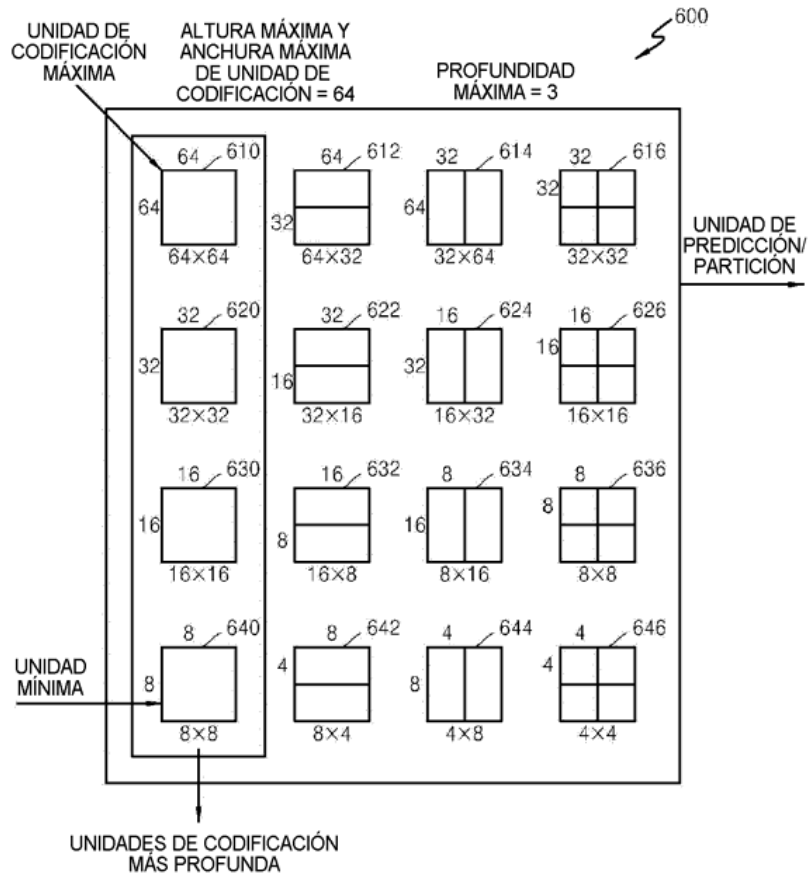 600
UNIDAD DE
CODIFICACIÓN
MÁXIMA
ALTURA MÁXIMA Y
ANCHURA MÁXIMA
DE UNIDAD DE
CODIFICACIÓN = 64
PROFUNDIDAD
MÁXIMA = 3
64 610 64 612 32 614 32 616
64 32 64 32
64×64 64×32 32×64 32×32
UNIDAD DE
PREDICCIÓN/
PARTICIÓN
32 620 32 622 16 624 16 626
32 16 32 16
32×32 32×16 16×32 16×16
16 630 16 632 8 634 8 636
16 8 16 8
16×16 16×8 8×16 8×8
8 640 8 642 4 644 4 646
UNIDAD
MÍNIMA
8 4 8 4
8×8 8×4 4×8 4×4
UNIDADES DE CODIFICACIÓN
MÁS PROFUNDA